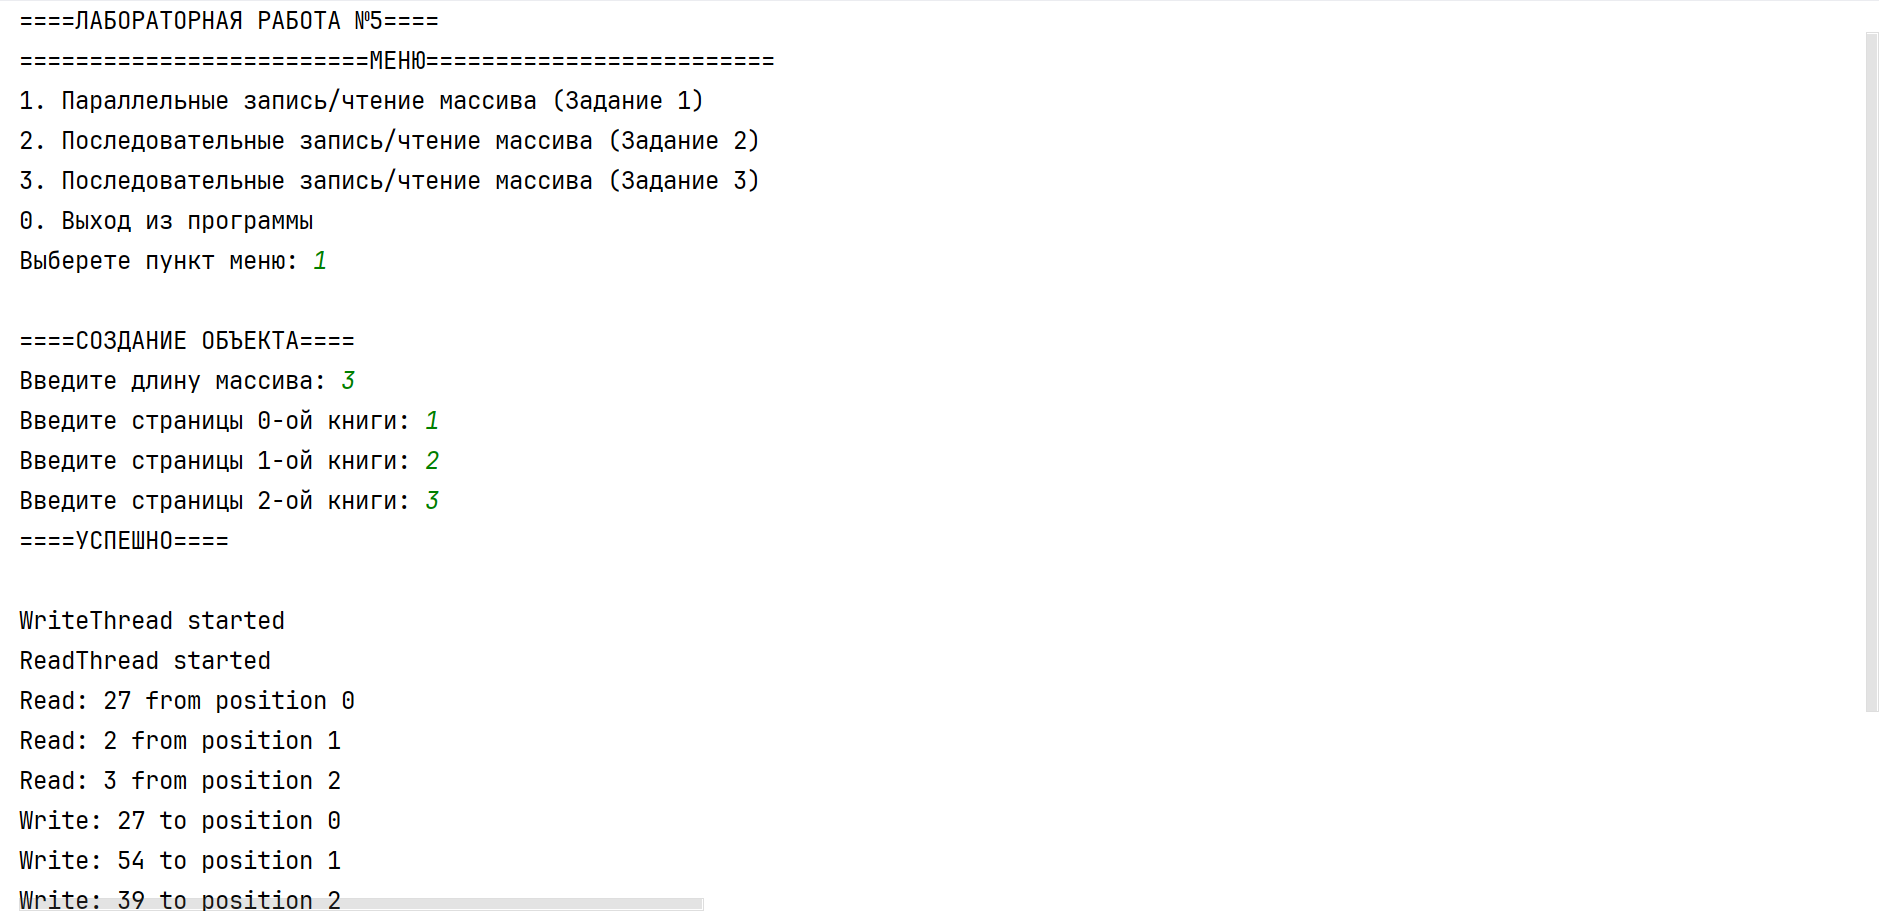 ====ЛАБОРАТОРНАЯ РАБОТА №5====
=========================МЕНЮ=========================
1. Параллельные запись/чтение массива (Задание 1)
2. Последовательные запись/чтение массива (Задание 2)
3. Последовательные запись/чтение массива (Задание 3)
0. Выход из программы
Выберете пункт меню: 1
====СОЗДАНИЕ ОБЪЕКТА====
Введите длину массива: 3
Введите страницы 0-ой книги: 1
Введите страницы 1-ой книги: 2
Введите страницы 2-ой книги: 3
====УСПЕШНО====
WriteThread started
ReadThread started
Read: 27 from position 0
Read: 2 from position 1
Read: 3 from position 2
Write: 27 to position 0
Write: 54 to position 1
Write: 39 to position 2